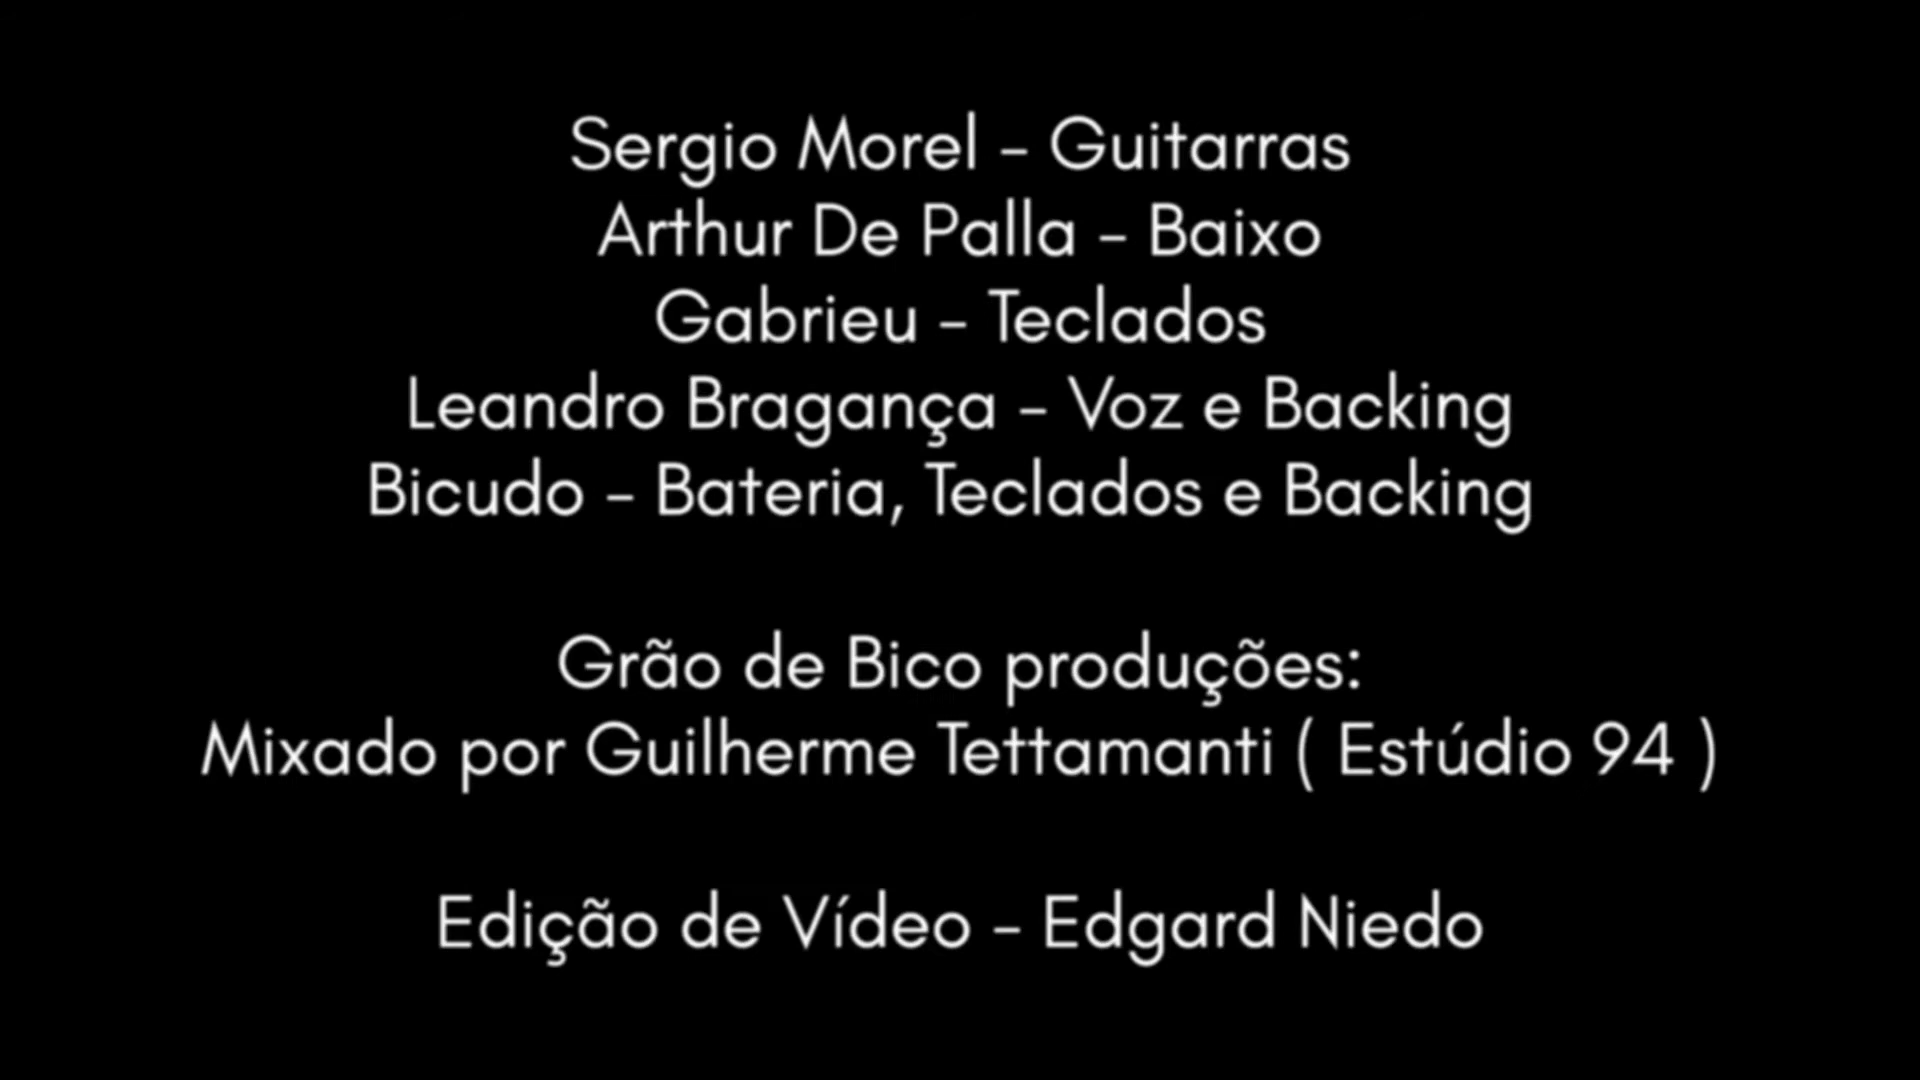 Sergio Morel - Guitarras
Arthur De Palla - Baixo
Gabrieu - Teclados
Leandro Bragança - Voz e Backing
Bicudo - Bateria, Teclados e Backing
Grão de Bico produções:
Mixado por Guilherme Tettamanti ( Estúdio 94 )
Edição de Vídeo - Edgard Niedo